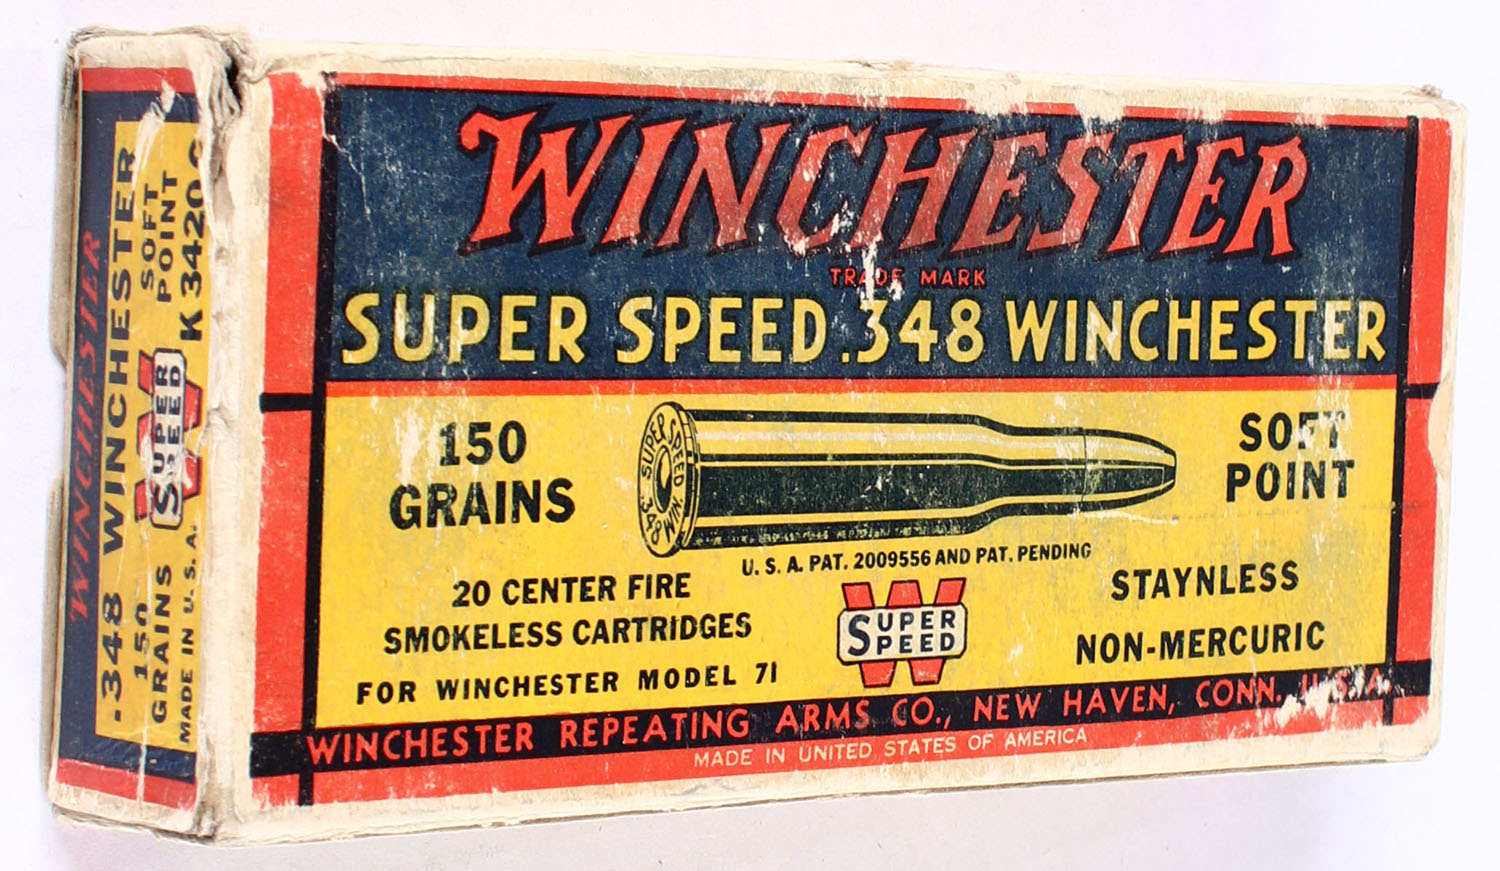 WINCHESTER
TRADE MARK
SUPER SPEED .348 WINCHESTER
150
GRAINS
SUPER SPEED
.348 WIN.
SOFT
POINT
U. S. A. PAT. 2009556 AND PAT. PENDING
20 CENTER FIRE
SMOKELESS CARTRIDGES
FOR WINCHESTER MODEL 71
W
SUPER
SPEED
STAYNLESS
NON-MERCURIC
WINCHESTER REPEATING ARMS CO., NEW HAVEN, CONN. U.S.A.
MADE IN UNITED STATES OF AMERICA
WINCHESTER
.348 WINCHESTER
150
GRAINS
W
SUPER
SPEED
SOFT
POINT
K 3420 C
MADE IN U. S. A.